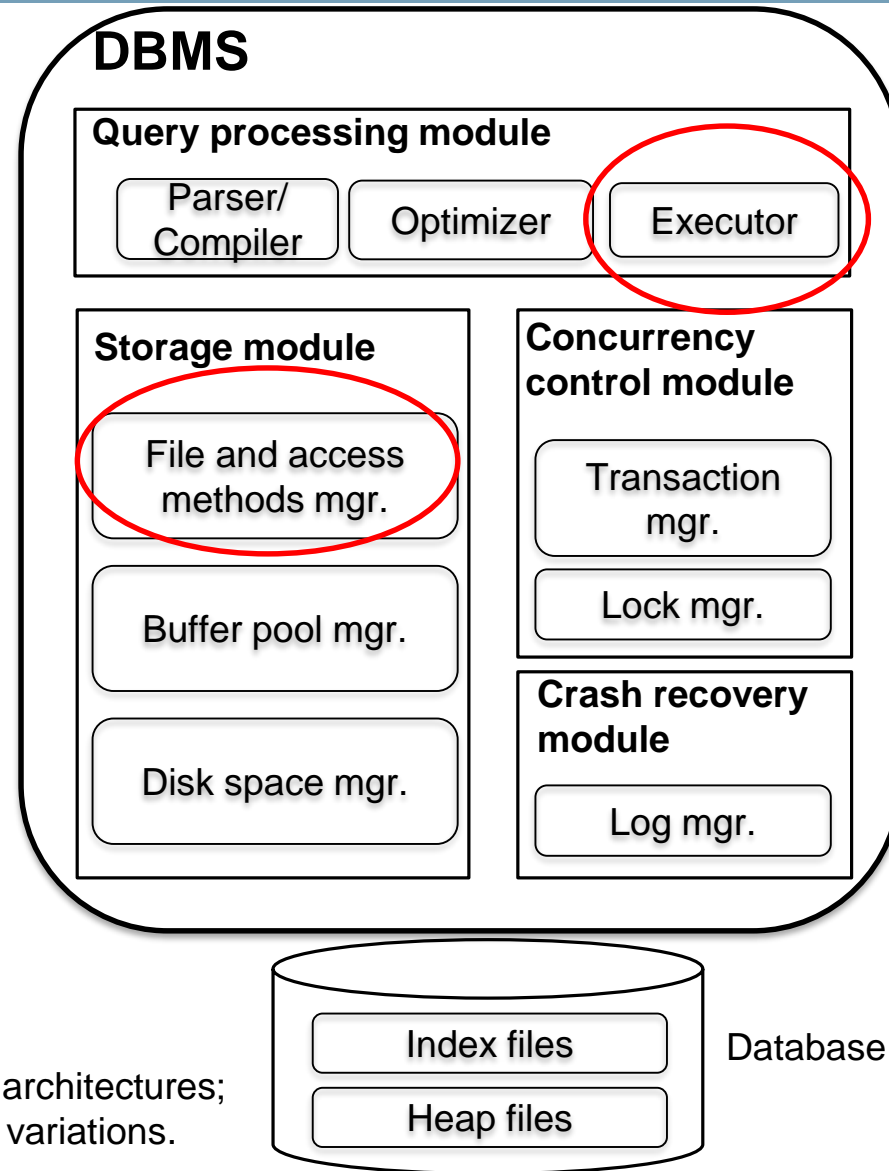 DBMS
Query processing module
Parser/
Compiler
Optimizer
Executor
Storage module
File and access
methods mgr.
Buffer pool mgr.
Disk space mgr.
Concurrency
control module
Transaction
mgr.
Lock mgr.
Crash recovery
module
Log mgr.
Index files
Heap files
Database
architectures;
variations.